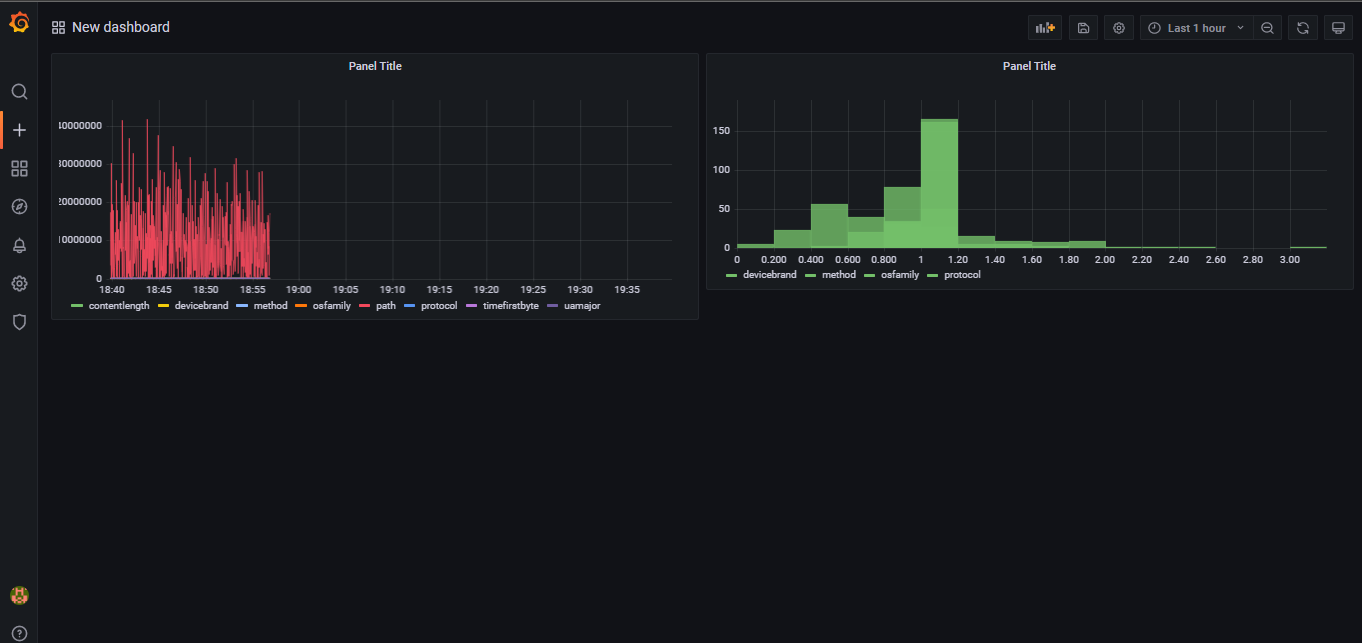 New dashboard
Last 1 hour
Panel Title
40000000
30000000
20000000
10000000
0
18:40 18:45 18:50 18:55 19:00 19:05 19:10 19:15 19:20 19:25 19:30 19:35
contentlength devicebrand method osfamily path protocol timefirstbyte uamajor
Panel Title
150
100
50
0
0 0.200 0.400 0.600 0.800 1 1.20 1.40 1.60 1.80 2.00 2.20 2.40 2.60 2.80 3.00
devicebrand method osfamily protocol